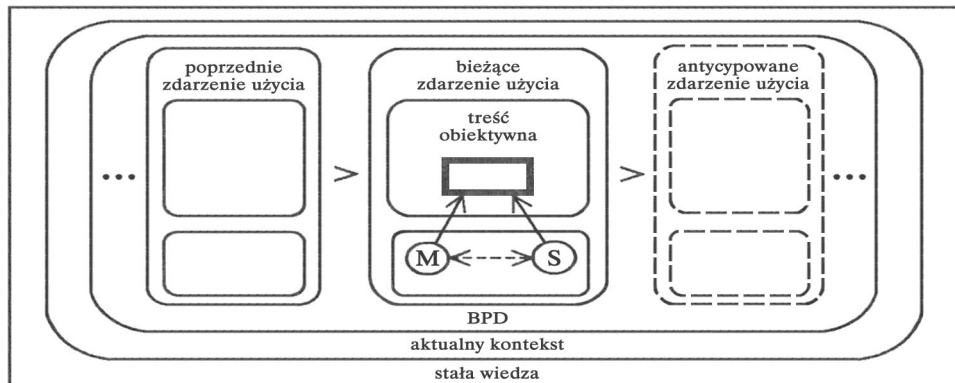 poprzednie
zdarzenie użycia
bieżące
zdarzenie użycia
antycypowane
zdarzenie użycia
treść
obiektywna
... > > ...
M S
BPD
aktualny kontekst
stała wiedza